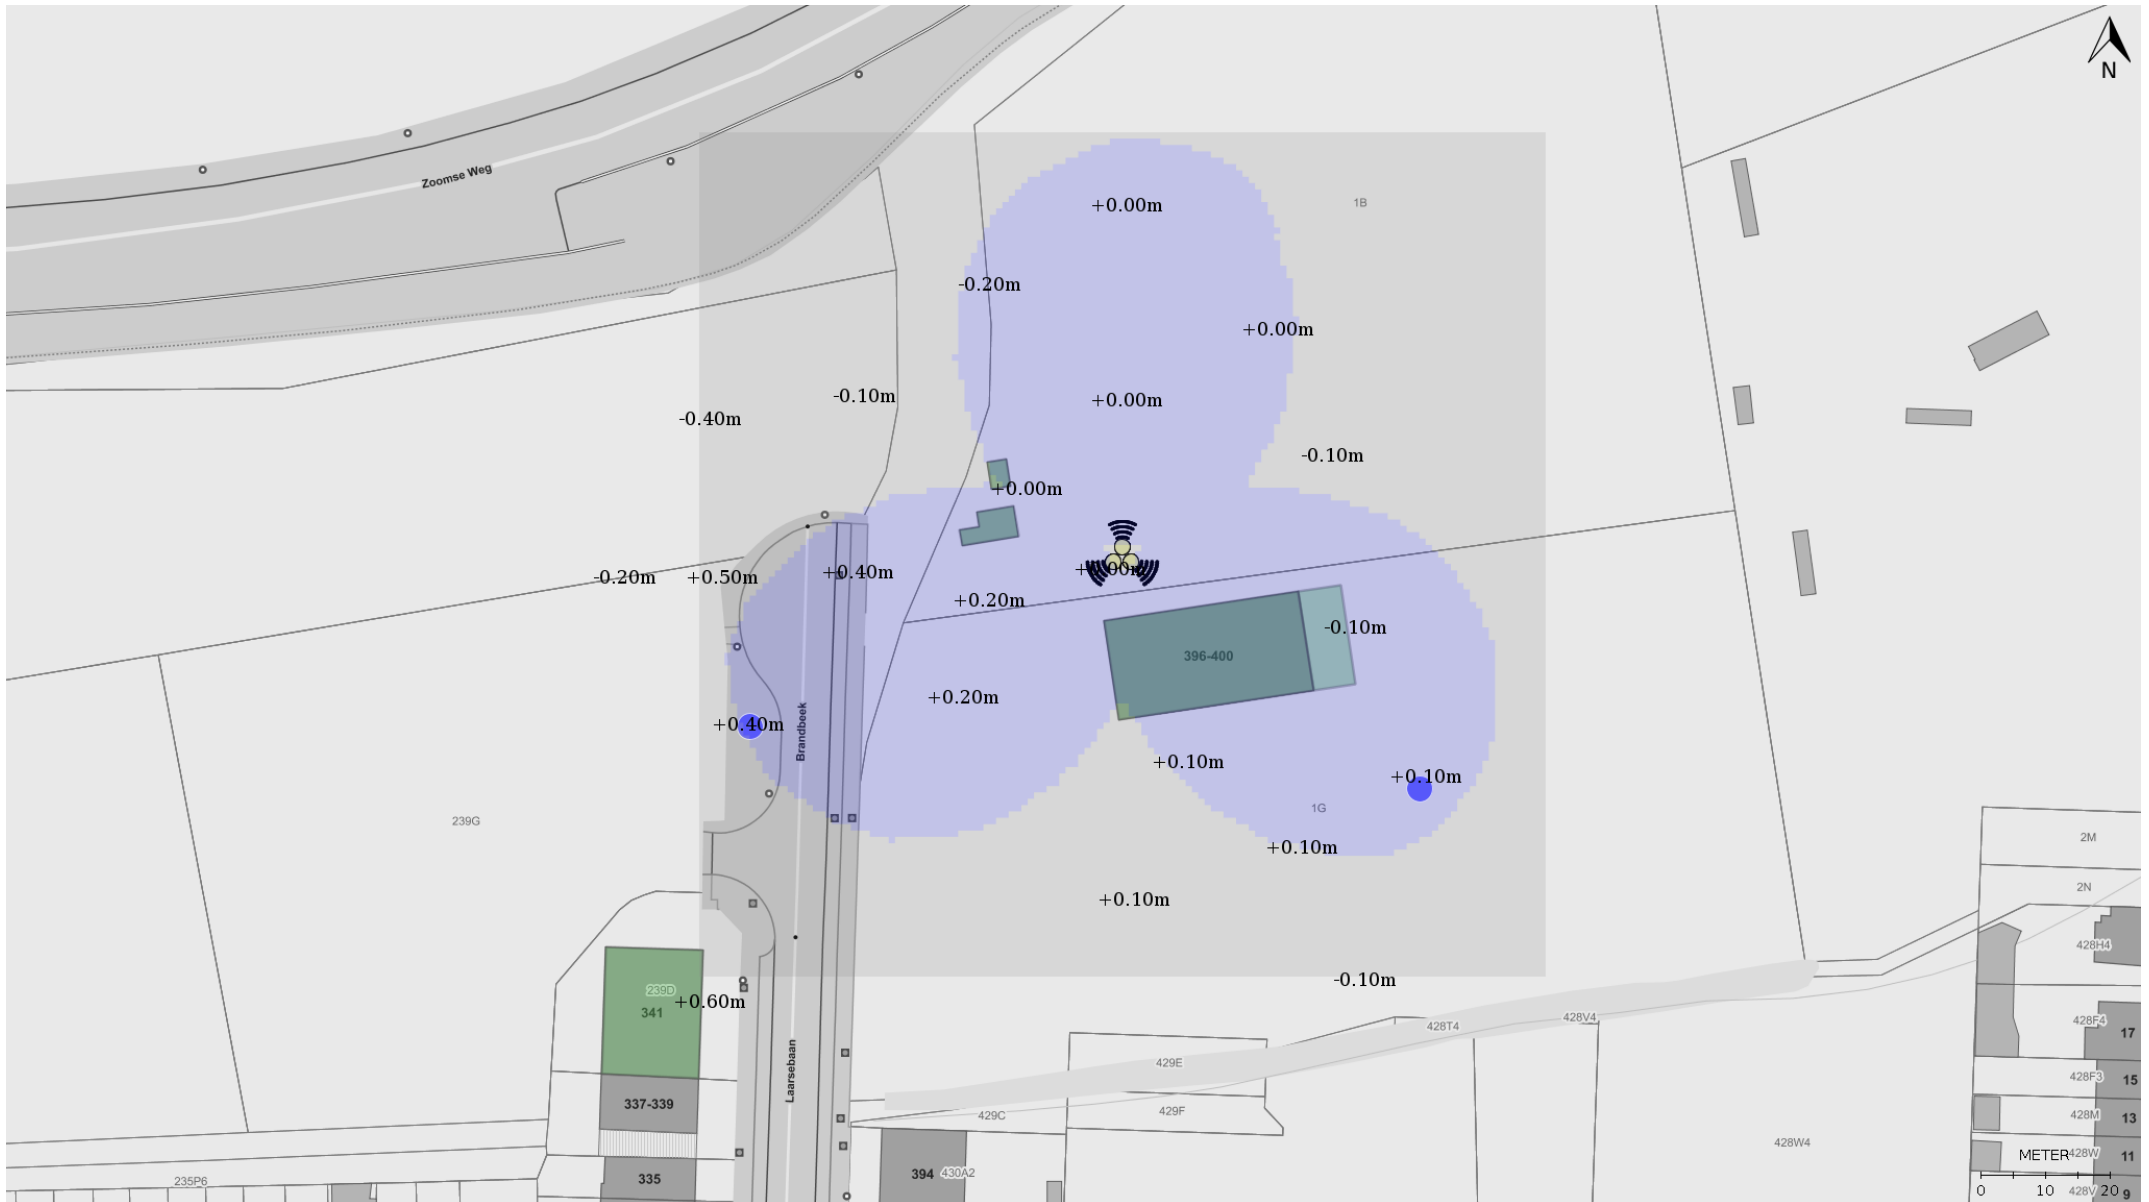 N
Zoomse Weg
+0.00m
1B
-0.20m
+0.00m
-0.10m
+0.00m
-0.40m
-0.10m
+0.00m
-0.20m
+0.50m
+0.40m
+0.00m
+0.20m
-0.10m
396-400
+0.20m
+0.40m
Brandbeek
+0.10m
+0.10m
1G
239G
+0.10m
2M
2N
+0.10m
428H4
-0.10m
239D
+0.60m
341
428V4
428F4
428T4
17
Laarsebaan
429E
428F3
15
337-339
429C
429F
428M
13
428W4
METER
428W
11
394
430A2
335
235P6
0
10
20
428V
9